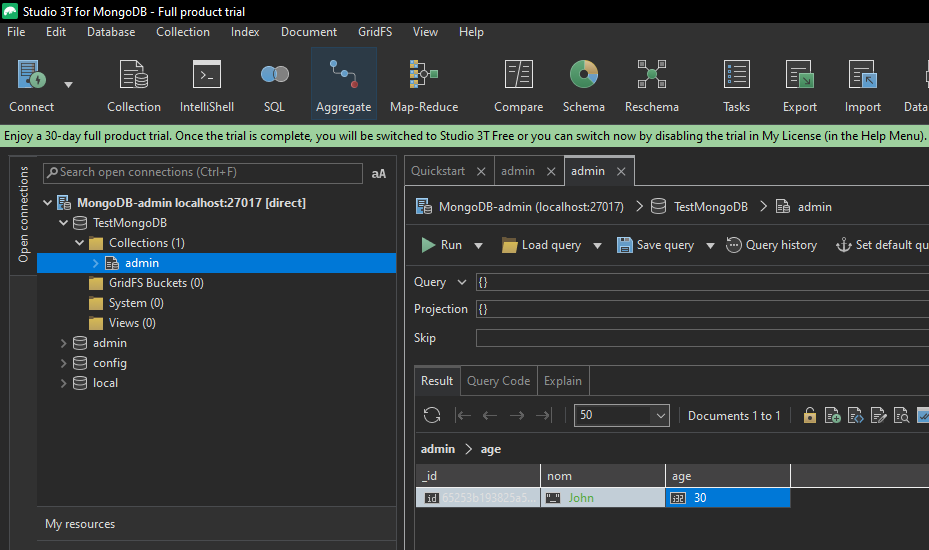 Studio 3T for MongoDB - Full product trial
File Edit Database Collection Index Document GridFS View Help
Connect Collection IntelliShell SQL Aggregate Map-Reduce Compare Schema Reschema Tasks Export Import Data
Enjoy a 30-day full product trial. Once the trial is complete, you will be switched to Studio 3T Free or you can switch now by disabling the trial in My License (in the Help Menu).
Open connections
Search open connections (Ctrl+F) aA
MongoDB-admin localhost:27017 [direct]
TestMongoDB
Collections (1)
admin
GridFS Buckets (0)
System (0)
Views (0)
admin
config
local
My resources
Quickstart admin admin
MongoDB-admin (localhost:27017) TestMongoDB admin
Run Load query Save query Query history Set default qu
Query {}
Projection {}
Skip
Result Query Code Explain
50 Documents 1 to 1
admin > age
_id nom age
id 65253b193825a5... "_" John i32 30